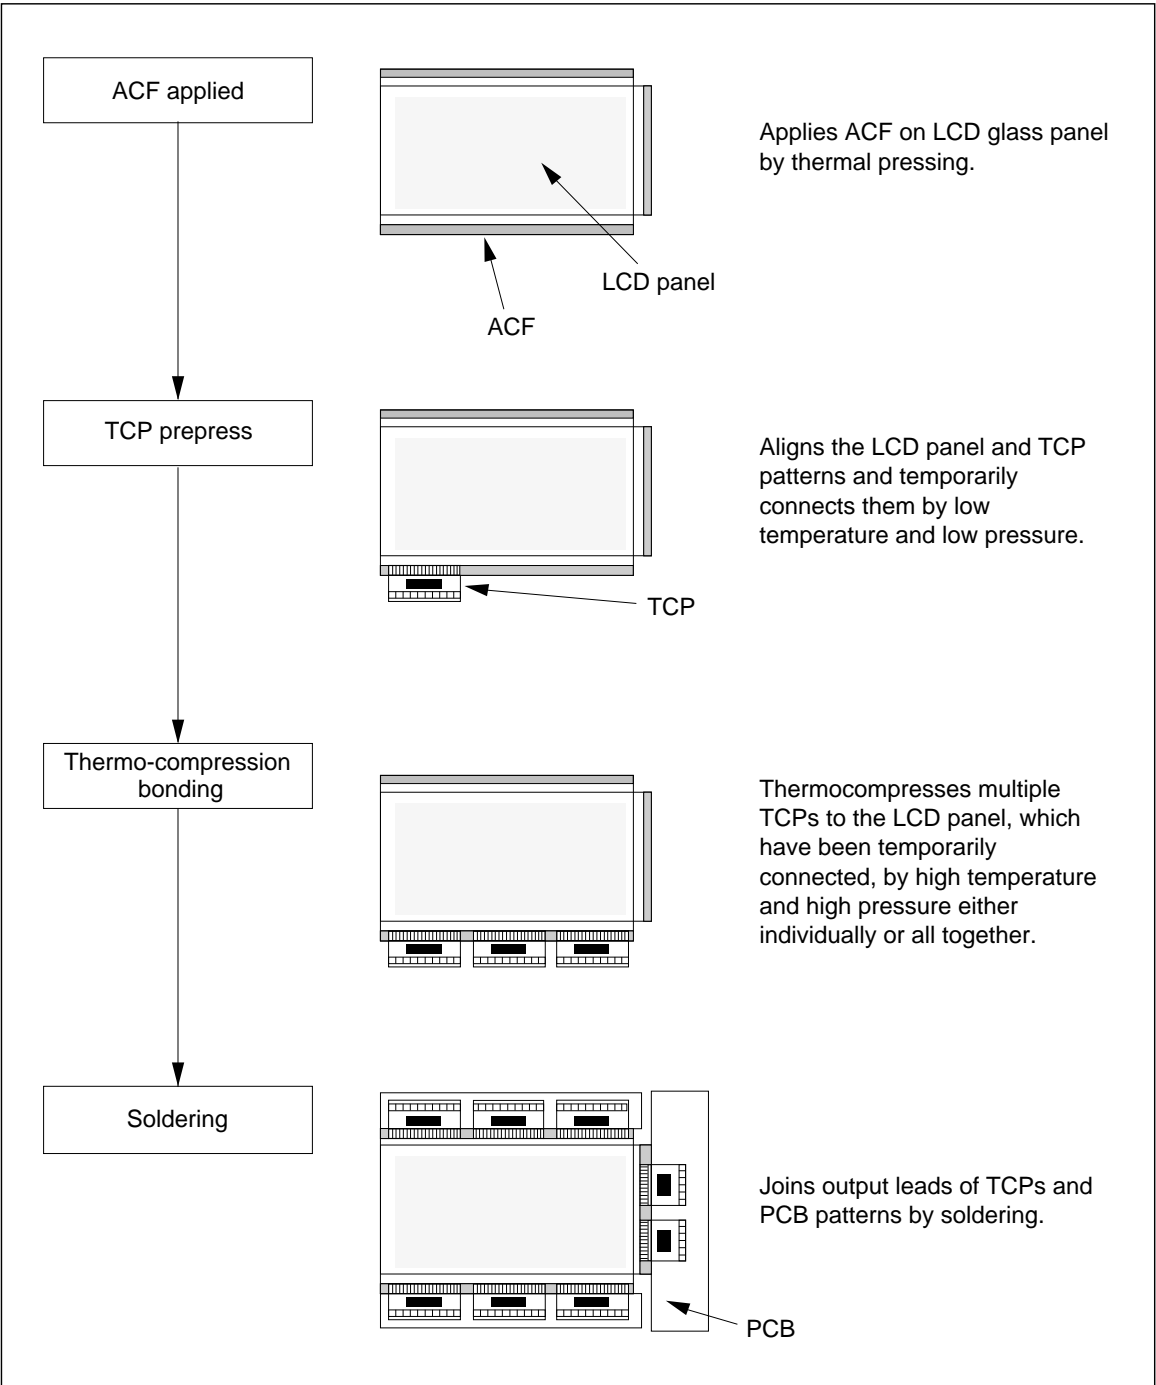 ACF applied
Applies ACF on LCD glass panel
by thermal pressing.
LCD panel
ACF
TCP prepress
Aligns the LCD panel and TCP
patterns and temporarily
connects them by low
temperature and low pressure.
TCP
Thermo-compression
bonding
Thermocompresses multiple
TCPs to the LCD panel, which
have been temporarily
connected, by high temperature
and high pressure either
individually or all together.
Soldering
Joins output leads of TCPs and
PCB patterns by soldering.
PCB